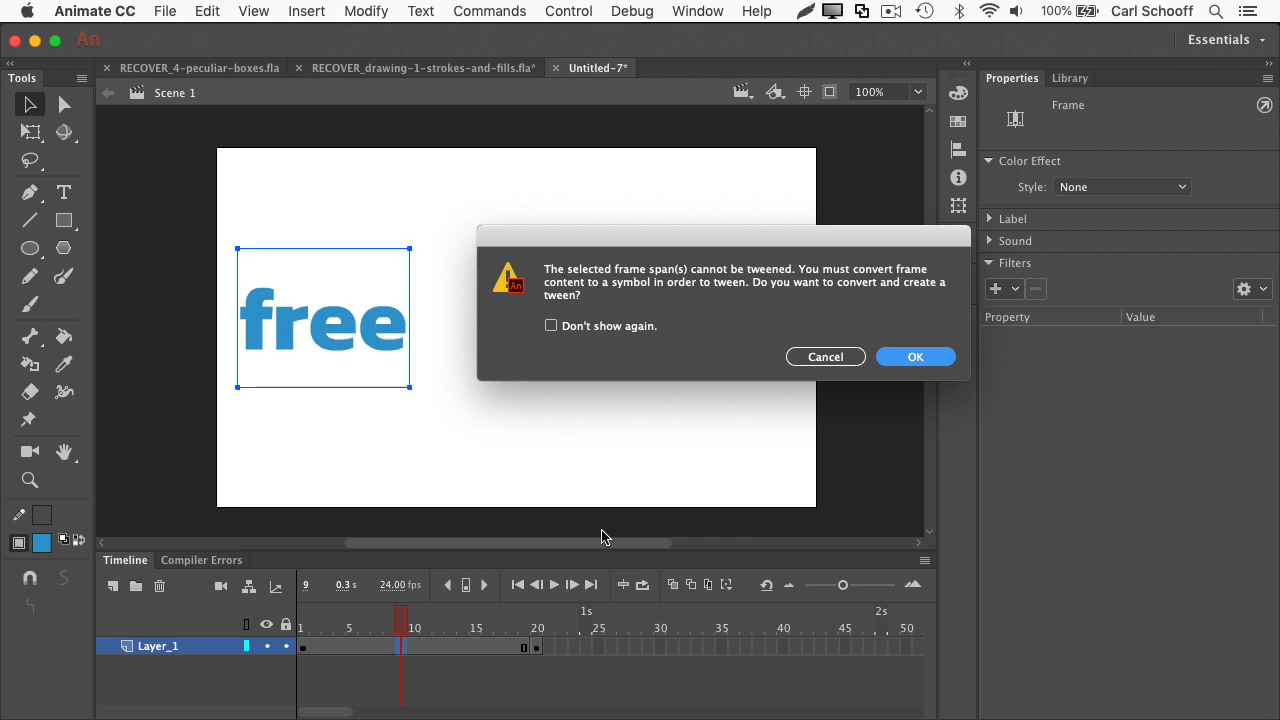 Animate CC File Edit View Insert Modify Text Commands Control Debug Window Help 100% Carl Schooff
An Essentials
RECOVER_4-peculiar-boxes.fla RECOVER_drawing-1-strokes-and-fills.fla* Untitled-7*
Tools
Scene 1 100%
Properties Library
Frame
Color Effect
Style: None
Label
Sound
Filters
Property Value
free
The selected frame span(s) cannot be tweened. You must convert frame
content to a symbol in order to tween. Do you want to convert and create a
tween?
An
Don't show again.
Cancel OK
Timeline Compiler Errors
9 0.3 s 24.00 fps
1s 2s
1 5 10 15 20 25 30 35 40 45 50
Layer_1